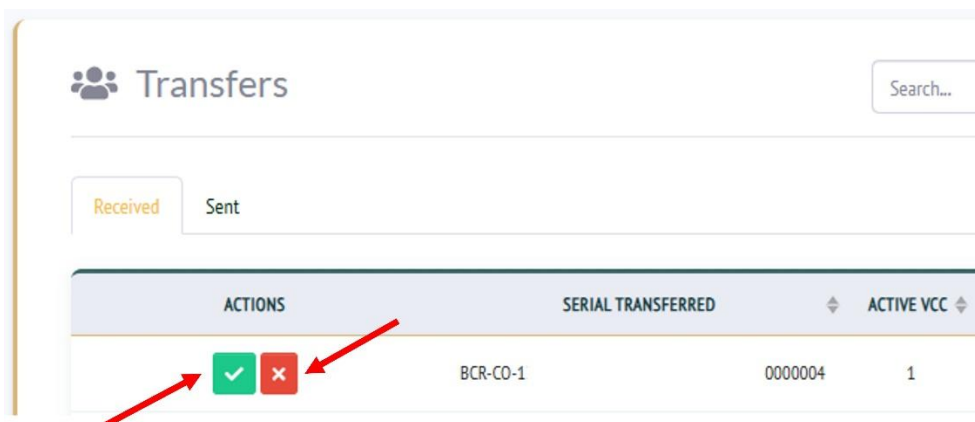 Transfers
Search...
Received Sent
ACTIONS SERIAL TRANSFERRED ACTIVE VCC
BCR-CO-1 0000004 1